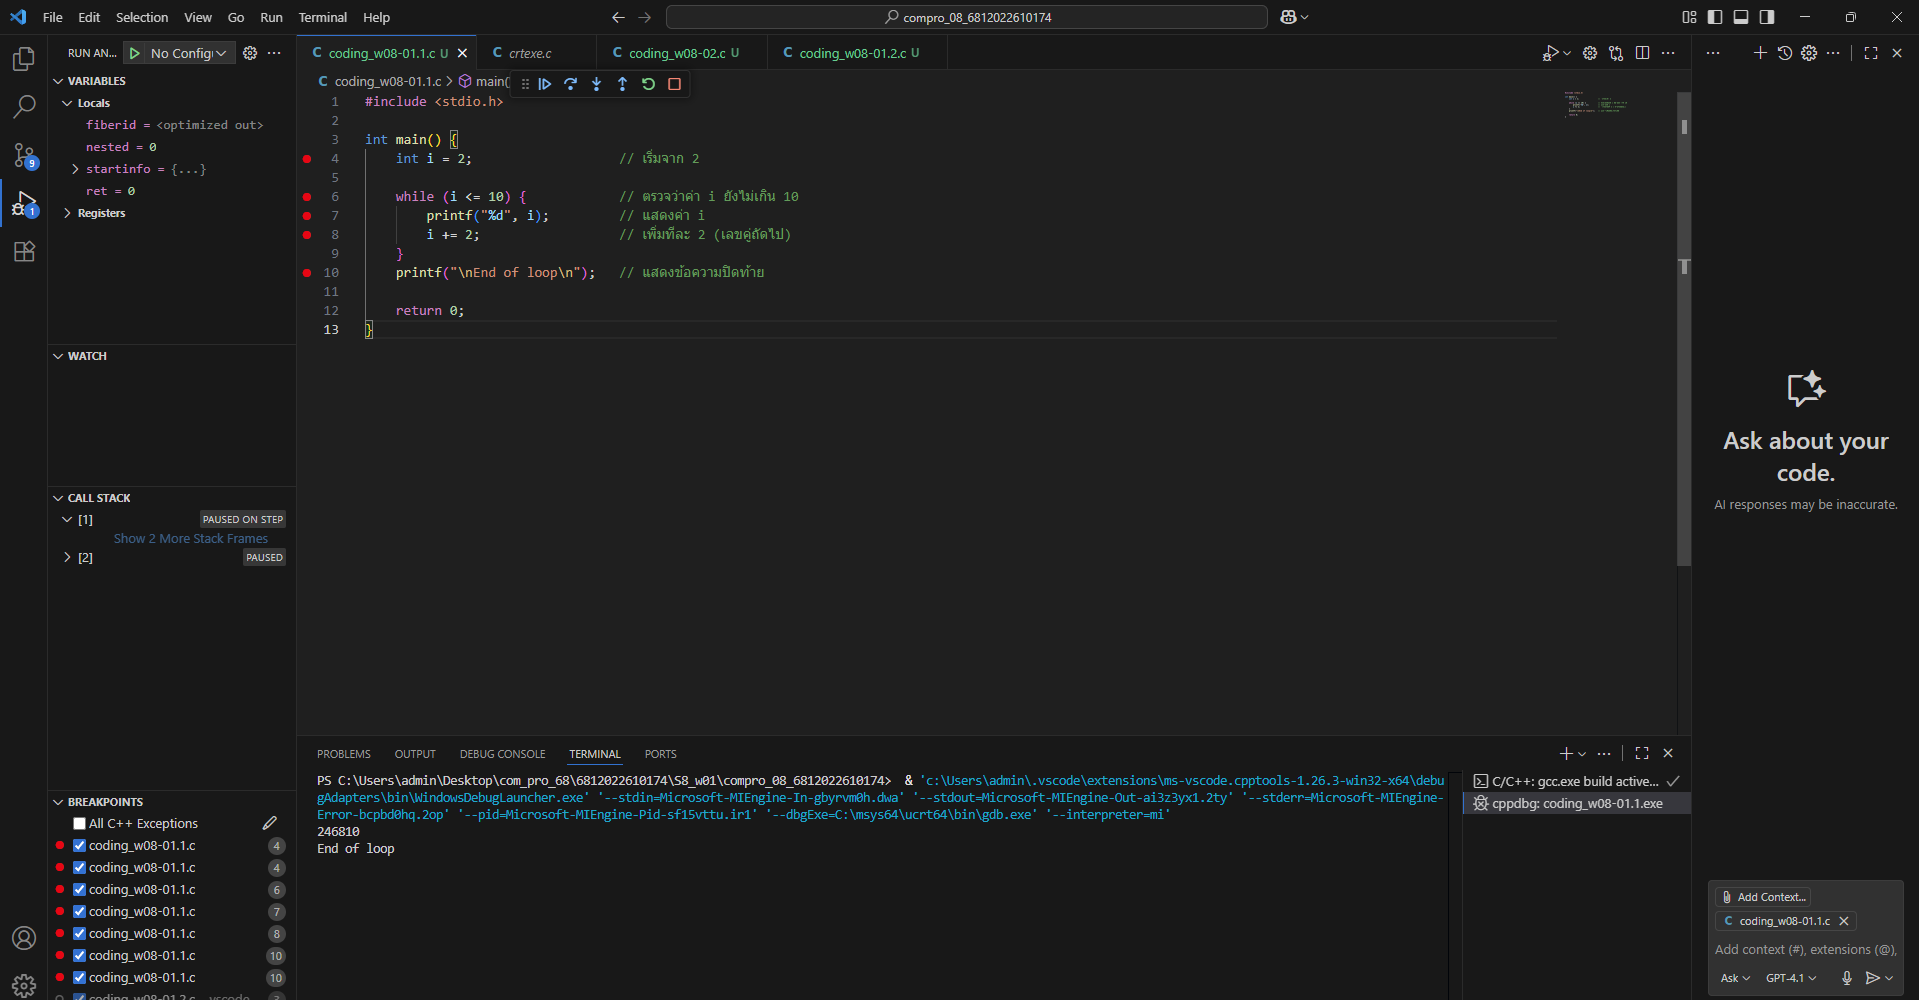 File Edit Selection View Go Run Terminal Help
compro_08_6812022610174
RUN AN... No Config
VARIABLES
Locals
fiberid = <optimized out>
nested = 0
startinfo = {...}
ret = 0
Registers
WATCH
CALL STACK
[1] PAUSED ON STEP
Show 2 More Stack Frames
[2] PAUSED
BREAKPOINTS
All C++ Exceptions
coding_w08-01.1.c 4
coding_w08-01.1.c 4
coding_w08-01.1.c 6
coding_w08-01.1.c 7
coding_w08-01.1.c 8
coding_w08-01.1.c 10
coding_w08-01.1.c 10
coding_w08-01.2.c .vscode 3
9
1
coding_w08-01.1.c U crtexe.c coding_w08-02.c U coding_w08-01.2.c U
coding_w08-01.1.c > main(
1 #include <stdio.h>
2
3 int main() {
4 int i = 2; // เริ่มจาก 2
5
6 while (i <= 10) { // ตรวจว่าค่า i ยังไม่เกิน 10
7 printf("%d", i); // แสดงค่า i
8 i += 2; // เพิ่มทีละ 2 (เลขคู่ถัดไป)
9 }
10 printf("\nEnd of loop\n"); // แสดงข้อความปิดท้าย
11
12 return 0;
13 }
PROBLEMS OUTPUT DEBUG CONSOLE TERMINAL PORTS
PS C:\Users\admin\Desktop\com_pro_68\6812022610174\S8_w01\compro_08_6812022610174> & 'c:\Users\admin\.vscode\extensions\ms-vscode.cpptools-1.26.3-win32-x64\debu
gAdapters\bin\WindowsDebugLauncher.exe' '--stdin=Microsoft-MIEngine-In-gbyrvm0h.dwa' '--stdout=Microsoft-MIEngine-Out-ai3z3yx1.2ty' '--stderr=Microsoft-MIEngine-
Error-bcpbd0hq.2op' '--pid=Microsoft-MIEngine-Pid-sf15vttu.ir1' '--dbgExe=C:\msys64\ucrt64\bin\gdb.exe' '--interpreter=mi'
246810
End of loop
C/C++: gcc.exe build active...
cppdbg: coding_w08-01.1.exe
Ask about your
code.
AI responses may be inaccurate.
Add Context...
coding_w08-01.1.c
Add context (#), extensions (@),
Ask GPT-4.1